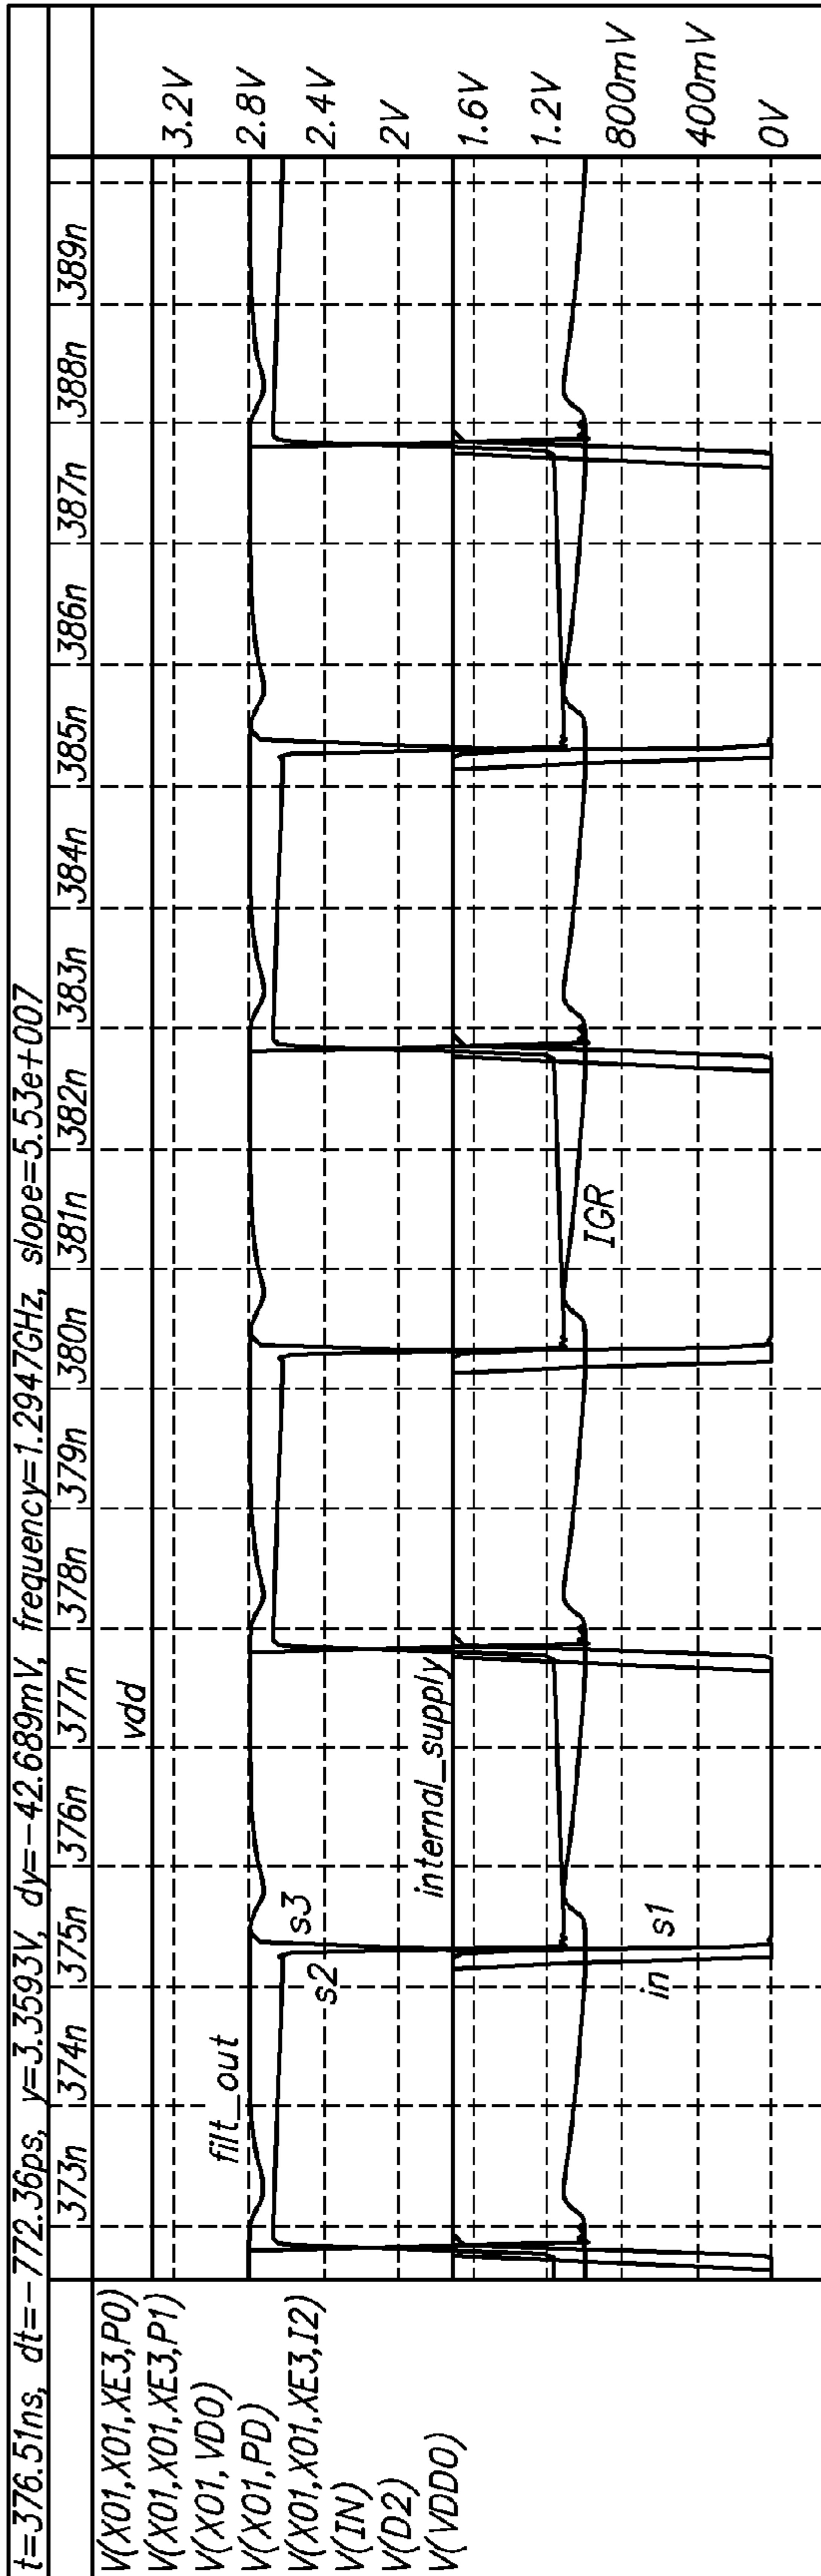 t=376.51ns, dt=-772.36ps, y=3.3593V, dy=-42.689mV, frequency=1.2947GHz, slope=5.53e+007
373n 374n 375n 376n 377n 378n 379n 380n 381n 382n 383n 384n 385n 386n 387n 388n 389n
V(X01,X01,XE3,P0)
V(X01,X01,XE3,P1)
V(X01,VDO)
V(X01,PD)
V(X01,X01,XE3,I2)
V(IN)
V(D2)
V(VDDO)
vdd
filt_out
s3
s2
internal_supply
IGR
in
s1
3.2V
2.8V
2.4V
2V
1.6V
1.2V
800mV
400mV
0V